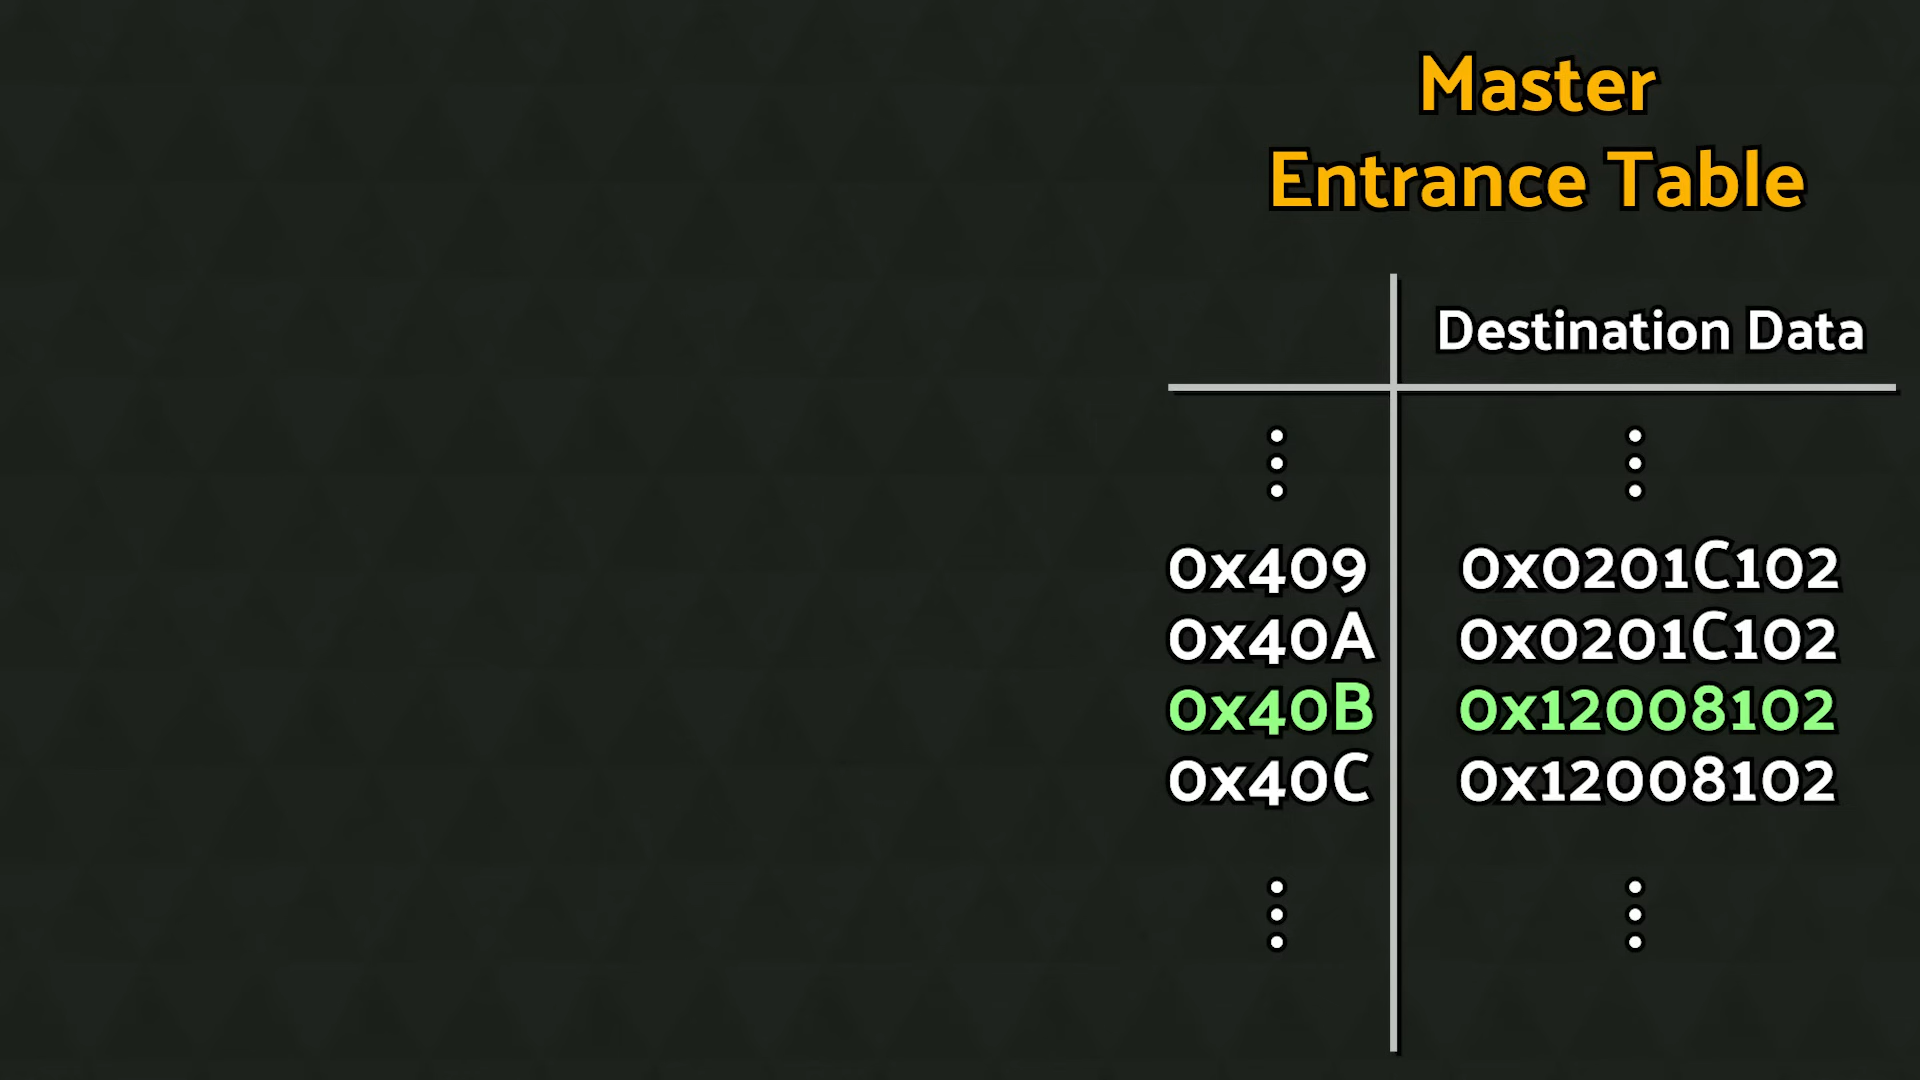 Master
Entrance Table
Destination Data
0x409 0x0201C102
0x40A 0x0201C102
0x40B 0x12008102
0x40C 0x12008102